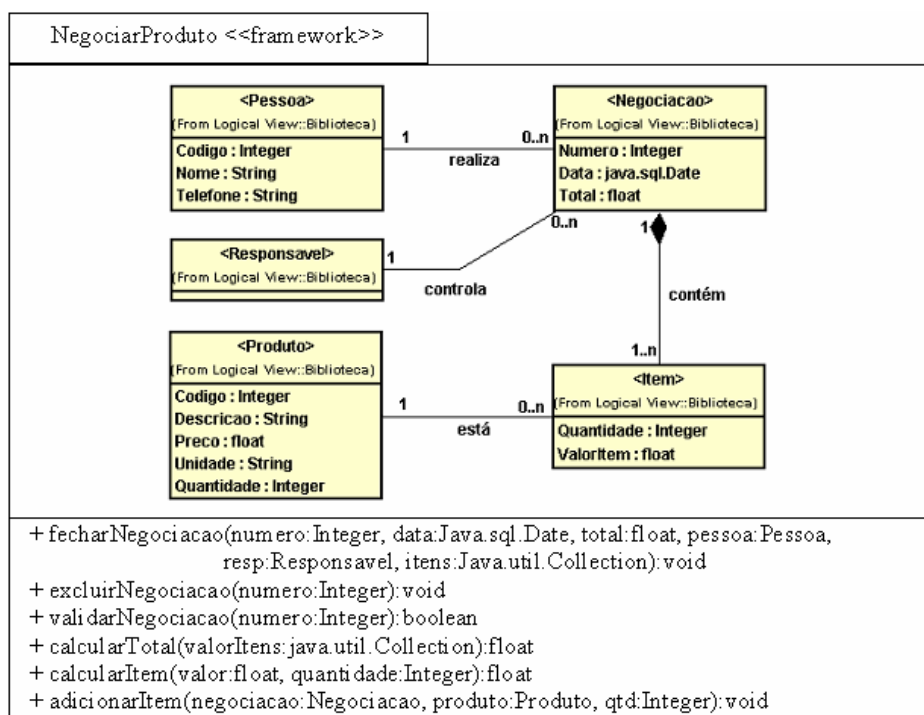 NegociarProduto <<framework>>
<Pessoa>
(From Logical View::Biblioteca)
Codigo : Integer
Nome : String
Telefone : String
1
realiza
0..n
<Negociacao>
(From Logical View::Biblioteca)
Numero : Integer
Data : java.sql.Date
Total : float
<Responsavel>
(From Logical View::Biblioteca)
1
controla
0..n
1
contém
1..n
<Produto>
(From Logical View::Biblioteca)
Codigo : Integer
Descricao : String
Preco : float
Unidade : String
Quantidade : Integer
1
está
0..n
<Item>
(From Logical View::Biblioteca)
Quantidade : Integer
ValorItem : float
+ fecharNegociacao(numero:Integer, data:Java.sql.Date, total:float, pessoa:Pessoa,
resp:Responsavel, itens:Java.util.Collection):void
+ excluirNegociacao(numero:Integer):void
+ validarNegociacao(numero:Integer):boolean
+ calcularTotal(valorItens:java.util.Collection):float
+ calcularItem(valor:float, quantidade:Integer):float
+ adicionarItem(negociacao:Negociacao, produto:Produto, qtd:Integer):void